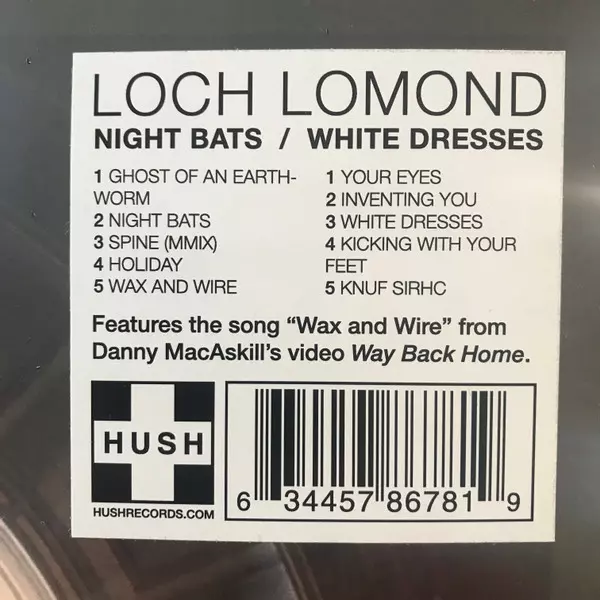 LOCH LOMOND
NIGHT BATS / WHITE DRESSES
1 GHOST OF AN EARTH-
WORM
2 NIGHT BATS
3 SPINE (MMIX)
4 HOLIDAY
5 WAX AND WIRE
1 YOUR EYES
2 INVENTING YOU
3 WHITE DRESSES
4 KICKING WITH YOUR
FEET
5 KNUF SIRHC
Features the song “Wax and Wire” from
Danny MacAskill’s video Way Back Home.
HUSH
HUSHRECORDS.COM
6 34457 86781 9